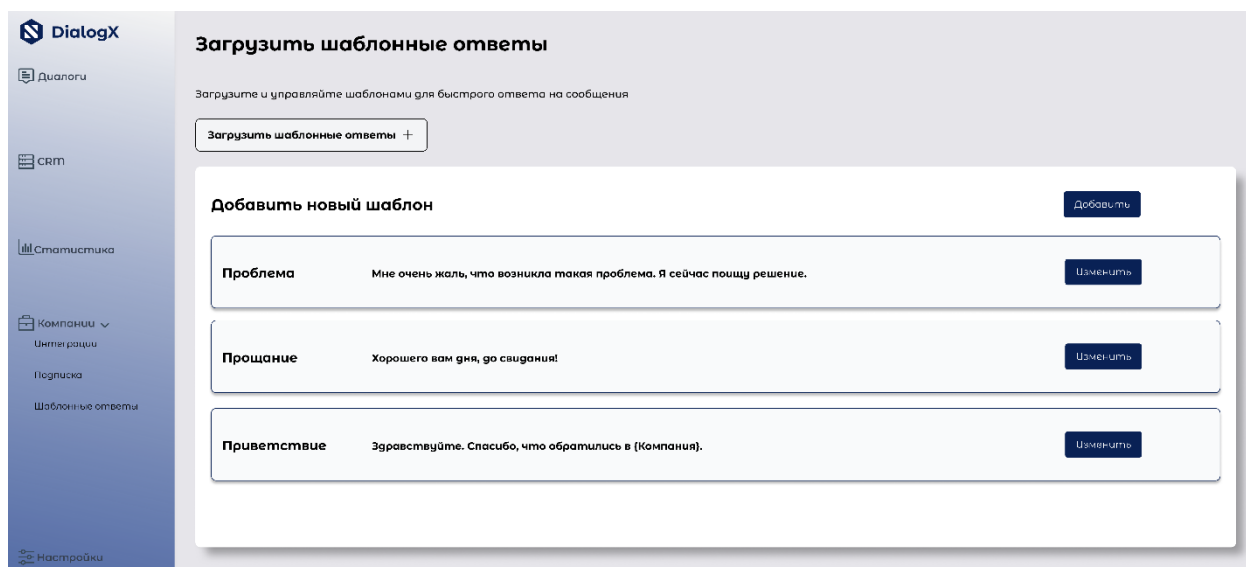 DialogX
Диалоги
CRM
Статистика
Компании
Интеграции
Подписка
Шаблонные ответы
Настройки
Загрузить шаблонные ответы
Загрузите и управляйте шаблонами для быстрого ответа на сообщения
Загрузить шаблонные ответы +
Добавить новый шаблон Добавить
Проблема Мне очень жаль, что возникла такая проблема. Я сейчас поищу решение. Изменить
Прощание Хорошего вам дня, до свидания! Изменить
Приветствие Здравствуйте. Спасибо, что обратились в {Компания}. Изменить